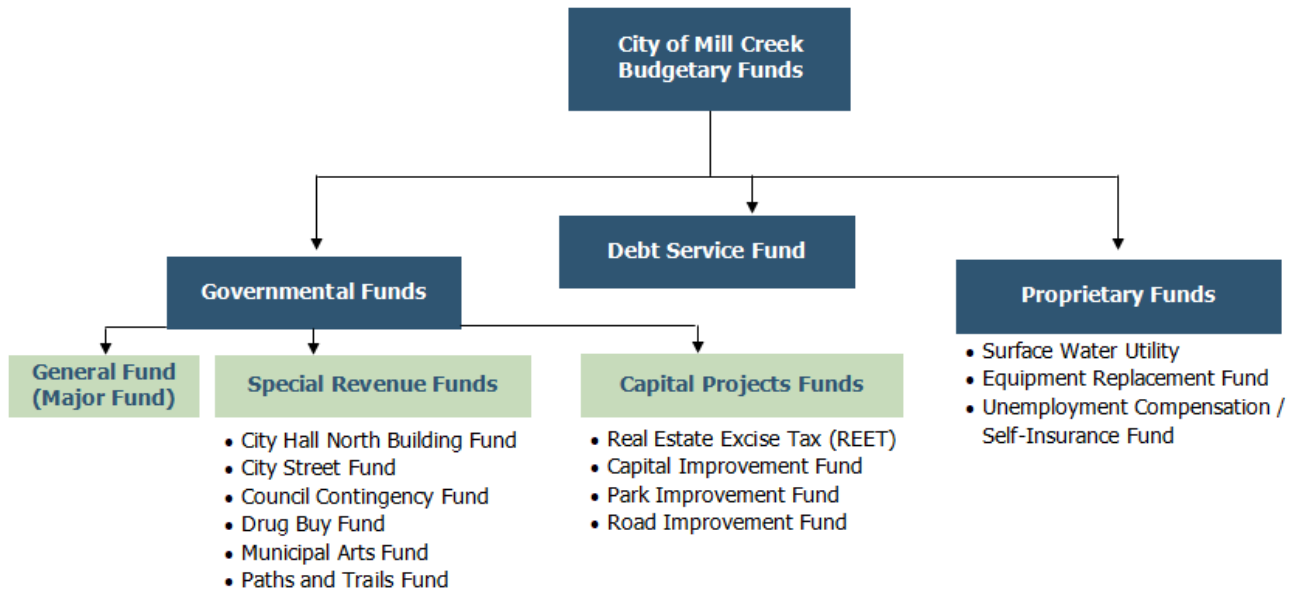 City of Mill Creek
Budgetary Funds
Debt Service Fund
Governmental Funds
Proprietary Funds
• Surface Water Utility
• Equipment Replacement Fund
• Unemployment Compensation /
Self-Insurance Fund
General Fund
(Major Fund)
Special Revenue Funds
• City Hall North Building Fund
• City Street Fund
• Council Contingency Fund
• Drug Buy Fund
• Municipal Arts Fund
• Paths and Trails Fund
Capital Projects Funds
• Real Estate Excise Tax (REET)
• Capital Improvement Fund
• Park Improvement Fund
• Road Improvement Fund